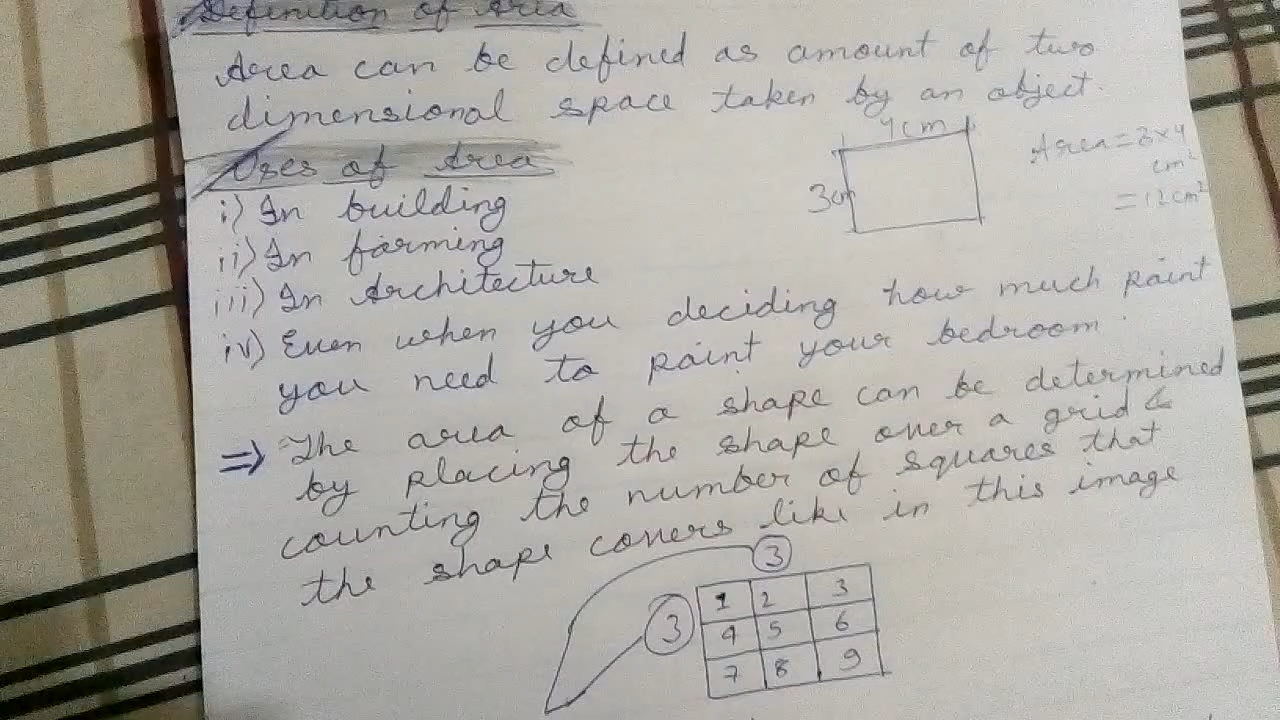 Definition of Area
Area can be defined as amount of two
dimensional space taken by an object.
Uses of Area
i) In building
ii) In farming
iii) In Architecture
iv) Even when you deciding how much paint
you need to paint your bedroom.
4cm
3cm
Area = 3×4
cm²
= 12cm²
⇒ The area of a shape can be determined
by placing the shape over a grid &
counting the number of squares that
the shape covers like in this image
3
3
1 2 3
4 5 6
7 8 9